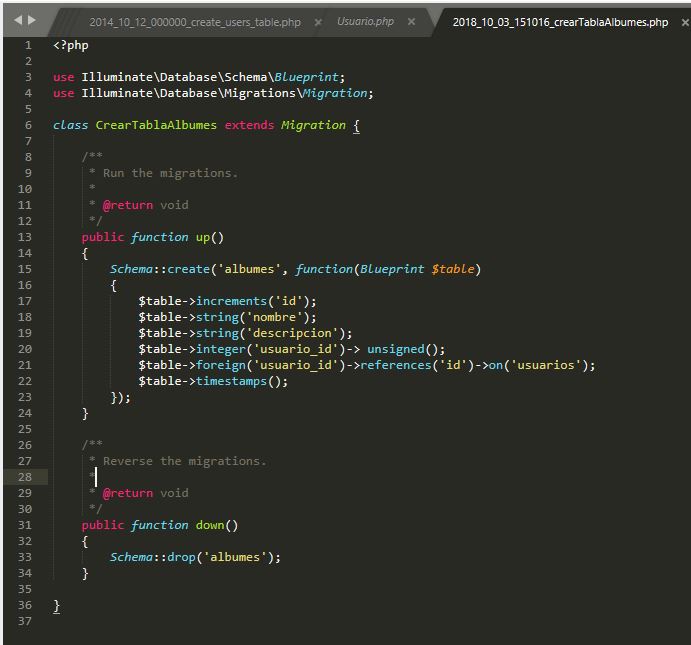 2014_10_12_000000_create_users_table.php × Usuario.php × 2018_10_03_151016_crearTablaAlbumes.php ×
1 <?php
2
3 use Illuminate\Database\Schema\Blueprint;
4 use Illuminate\Database\Migrations\Migration;
5
6 class CrearTablaAlbumes extends Migration {
7
8     /**
9      * Run the migrations.
10      *
11      * @return void
12      */
13     public function up()
14     {
15         Schema::create('albumes', function(Blueprint $table)
16         {
17             $table->increments('id');
18             $table->string('nombre');
19             $table->string('descripcion');
20             $table->integer('usuario_id')-> unsigned();
21             $table->foreign('usuario_id')->references('id')->on('usuarios');
22             $table->timestamps();
23         });
24     }
25
26     /**
27      * Reverse the migrations.
28      *
29      * @return void
30      */
31     public function down()
32     {
33         Schema::drop('albumes');
34     }
35
36 }
37